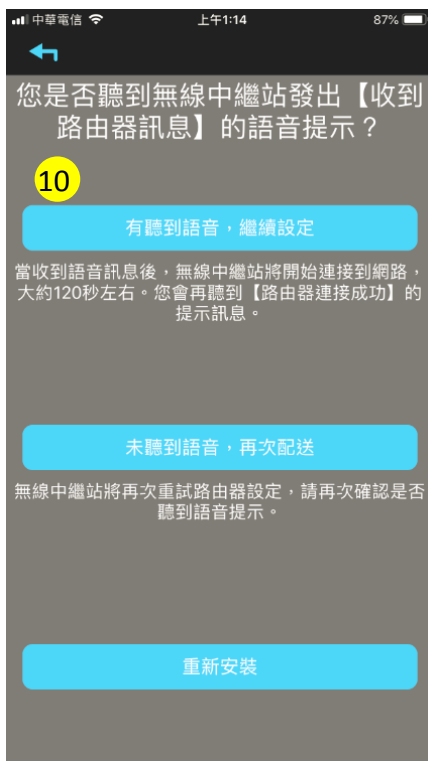 中華電信 上午1:14 87%
您是否聽到無線中繼站發出【收到
路由器訊息】的語音提示？
10
有聽到語音，繼續設定
當收到語音訊息後，無線中繼站將開始連接到網路，
大約120秒左右。您會再聽到【路由器連接成功】的
提示訊息。
未聽到語音，再次配送
無線中繼站將再次重試路由器設定，請再次確認是否
聽到語音提示。
重新安裝